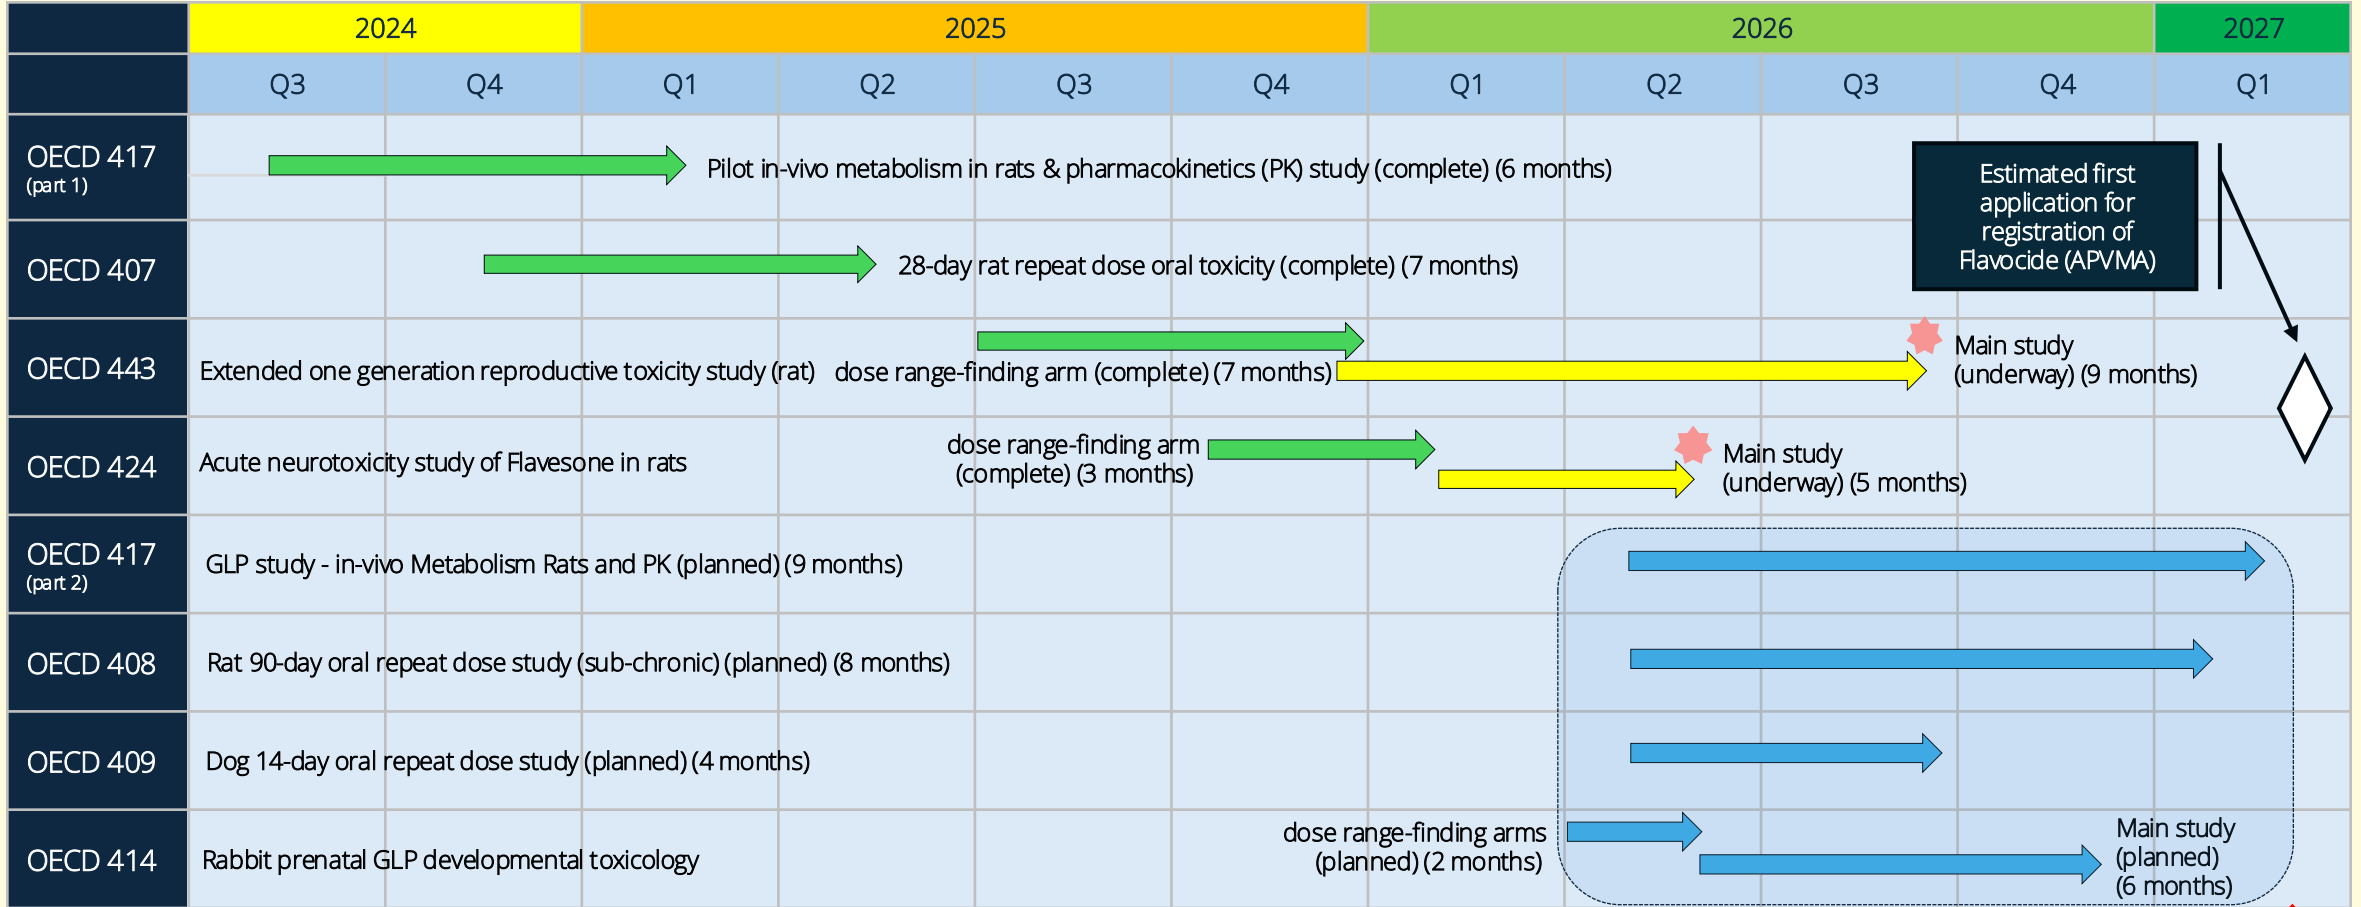 2024
2025
2026
2027
Q3
Q4
Q1
Q2
Q3
Q4
Q1
Q2
Q3
Q4
Q1
OECD 417
(part 1)
Pilot in-vivo metabolism in rats & pharmacokinetics (PK) study (complete) (6 months)
Estimated first
application for
registration of
Flavocide (APVMA)
OECD 407
28-day rat repeat dose oral toxicity (complete) (7 months)
OECD 443
Extended one generation reproductive toxicity study (rat)
dose range-finding arm (complete) (7 months)
Main study
(underway) (9 months)
OECD 424
Acute neurotoxicity study of Flavesone in rats
dose range-finding arm
(complete) (3 months)
Main study
(underway) (5 months)
OECD 417
(part 2)
GLP study - in-vivo Metabolism Rats and PK (planned) (9 months)
OECD 408
Rat 90-day oral repeat dose study (sub-chronic) (planned) (8 months)
OECD 409
Dog 14-day oral repeat dose study (planned) (4 months)
OECD 414
Rabbit prenatal GLP developmental toxicology
dose range-finding arms
(planned) (2 months)
Main study
(planned)
(6 months)